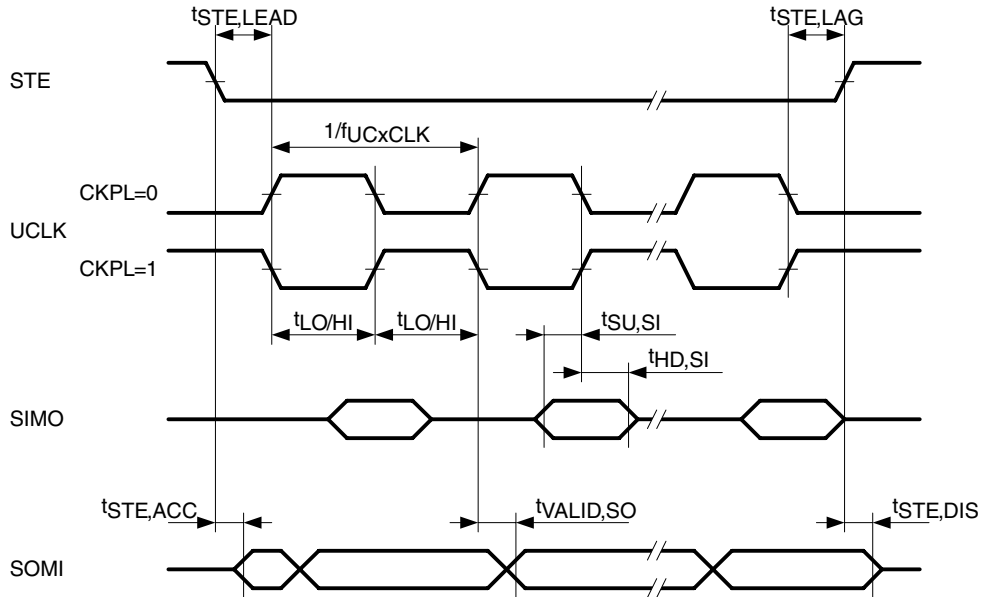 tSTE,LEAD
tSTE,LAG
STE
1/fUCxCLK
CKPL=0
UCLK
CKPL=1
tLO/HI
tLO/HI
tSU,SI
tHD,SI
SIMO
tSTE,ACC
tVALID,SO
tSTE,DIS
SOMI